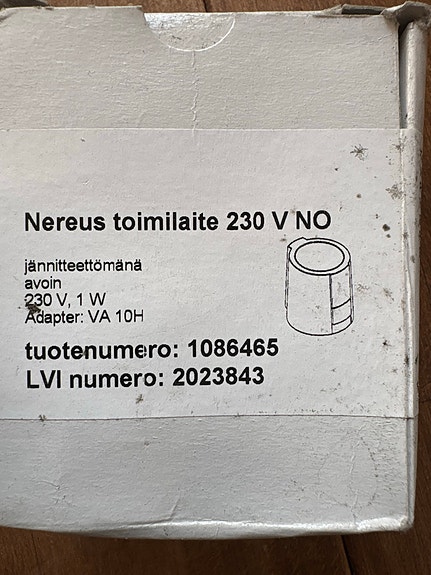 Nereus toimilaite 230 V NO
jännitteettömänä
avoin
230 V, 1 W
Adapter: VA 10H
tuotenumero: 1086465
LVI numero: 2023843